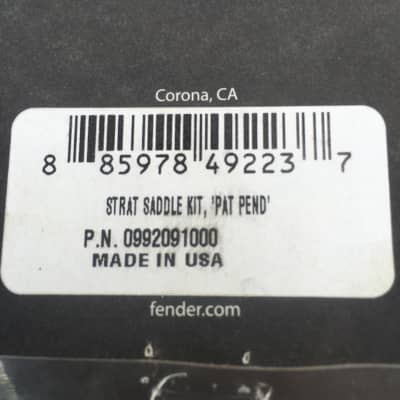 Corona, CA
8 85978 49223 7
STRAT SADDLE KIT, 'PAT PEND'
P.N. 0992091000
MADE IN USA
fender.com